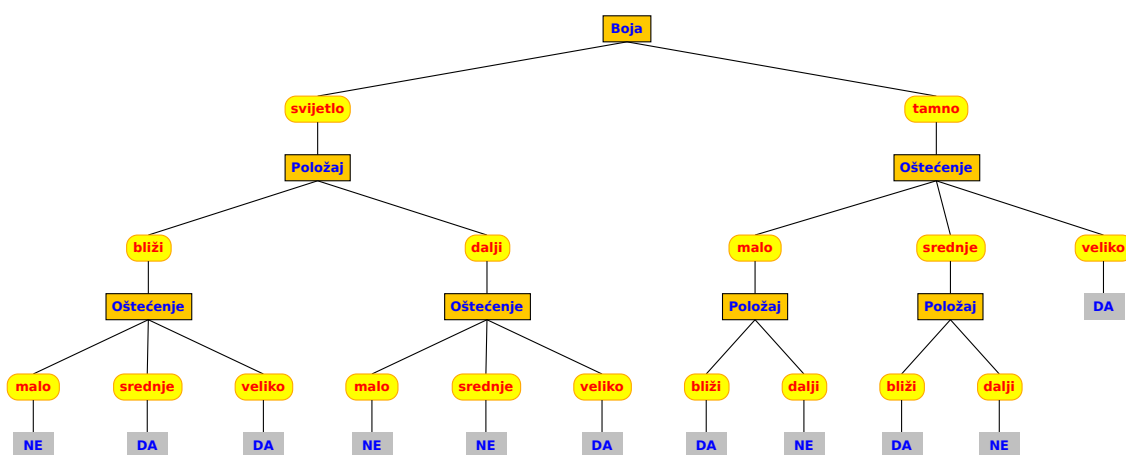 Boja
svijetlo tamno
Položaj Oštećenje
bliži dalji malo srednje veliko
Oštećenje Oštećenje Položaj Položaj DA
malo srednje veliko malo srednje veliko bliži dalji bliži dalji
NE DA DA NE NE DA DA NE DA NE